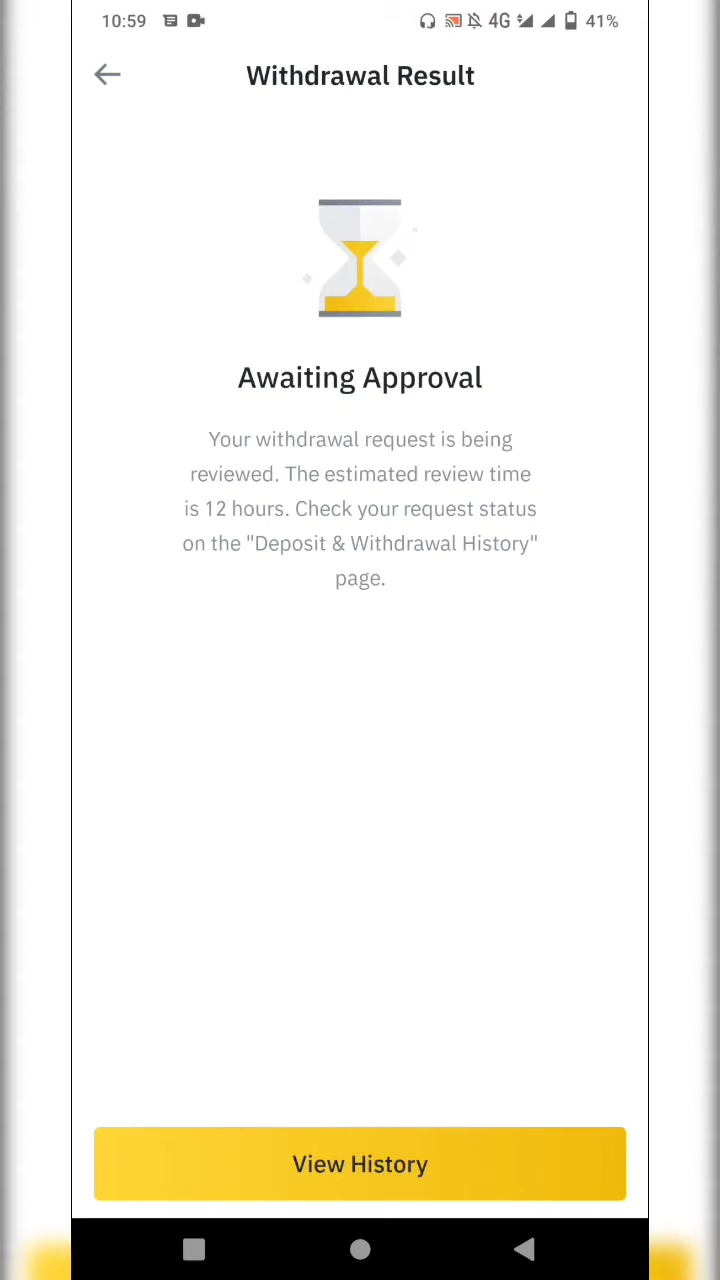 10:59 4G 41%
Withdrawal Result
Awaiting Approval
Your withdrawal request is being
reviewed. The estimated review time
is 12 hours. Check your request status
on the "Deposit & Withdrawal History"
page.
View History